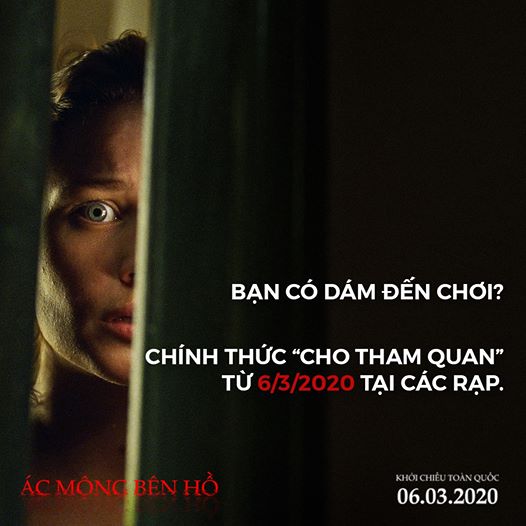 BẠN CÓ DÁM ĐẾN CHƠI?
CHÍNH THỨC “CHO THAM QUAN”
TỪ 6/3/2020 TẠI CÁC RẠP.
ÁC MỘNG BÊN HỒ
KHỞI CHIẾU TOÀN QUỐC
06.03.2020